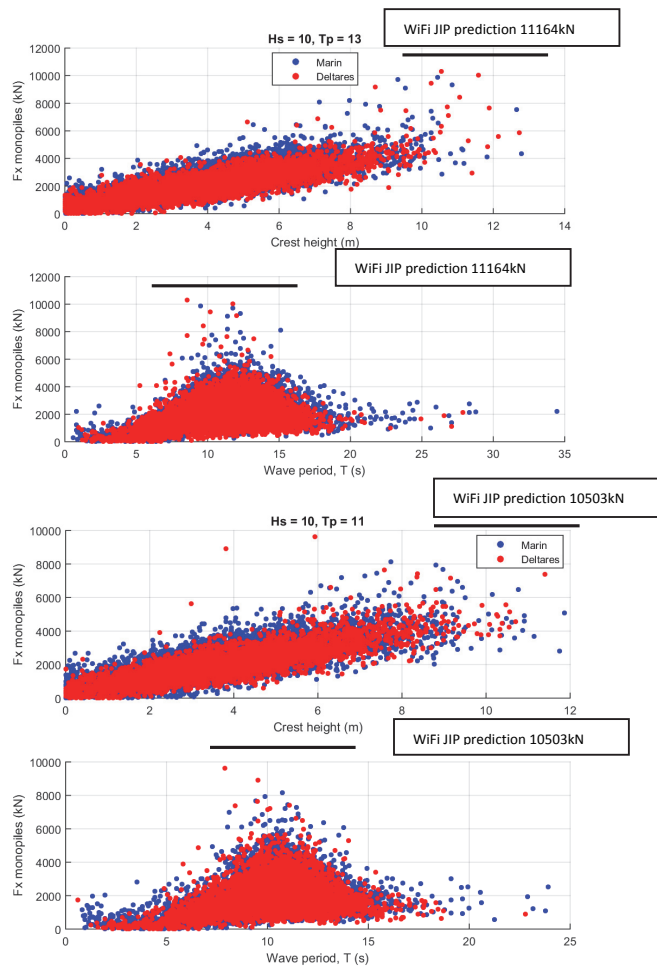 WiFi JIP prediction 11164kN
Hs = 10, Tp = 13
12000
10000
8000
6000
4000
2000
0
Fx monopiles (kN)
Marin
Deltares
0 2 4 6 8 10 12 14
Crest height (m)
WiFi JIP prediction 11164kN
12000
10000
8000
6000
4000
2000
0
Fx monopiles (kN)
0 5 10 15 20 25 30 35
Wave period, T (s)
WiFi JIP prediction 10503kN
Hs = 10, Tp = 11
10000
8000
6000
4000
2000
0
Fx monopiles (kN)
Marin
Deltares
0 2 4 6 8 10 12
Crest height (m)
WiFi JIP prediction 10503kN
10000
8000
6000
4000
2000
0
Fx monopiles (kN)
0 5 10 15 20 25
Wave period, T (s)